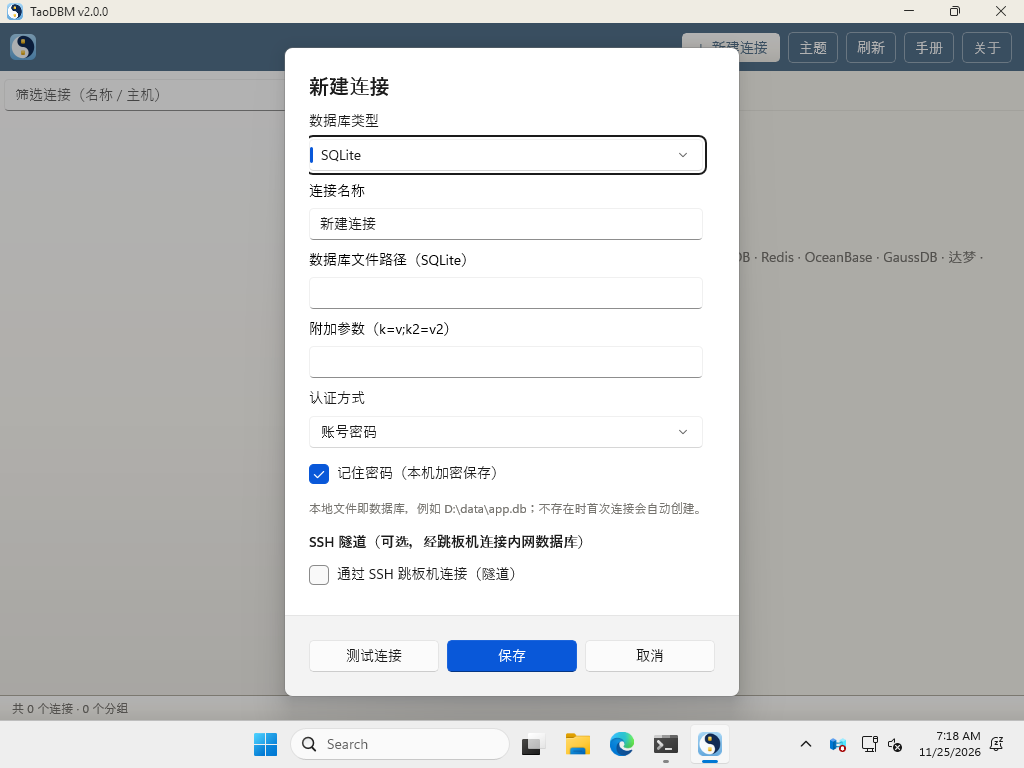 TaoDBM v2.0.0
新建连接
主题
刷新
手册
关于
筛选连接（名称 / 主机）
新建连接
数据库类型
SQLite
连接名称
新建连接
数据库文件路径（SQLite）
附加参数（k=v;k2=v2）
认证方式
账号密码
记住密码（本机加密保存）
本地文件即数据库，例如 D:\data\app.db；不存在时首次连接会自动创建。
SSH 隧道（可选，经跳板机连接内网数据库）
通过 SSH 跳板机连接（隧道）
测试连接
保存
取消
DB · Redis · OceanBase · GaussDB · 达梦 ·
共 0 个连接 · 0 个分组
Search
7:18 AM
11/25/2026